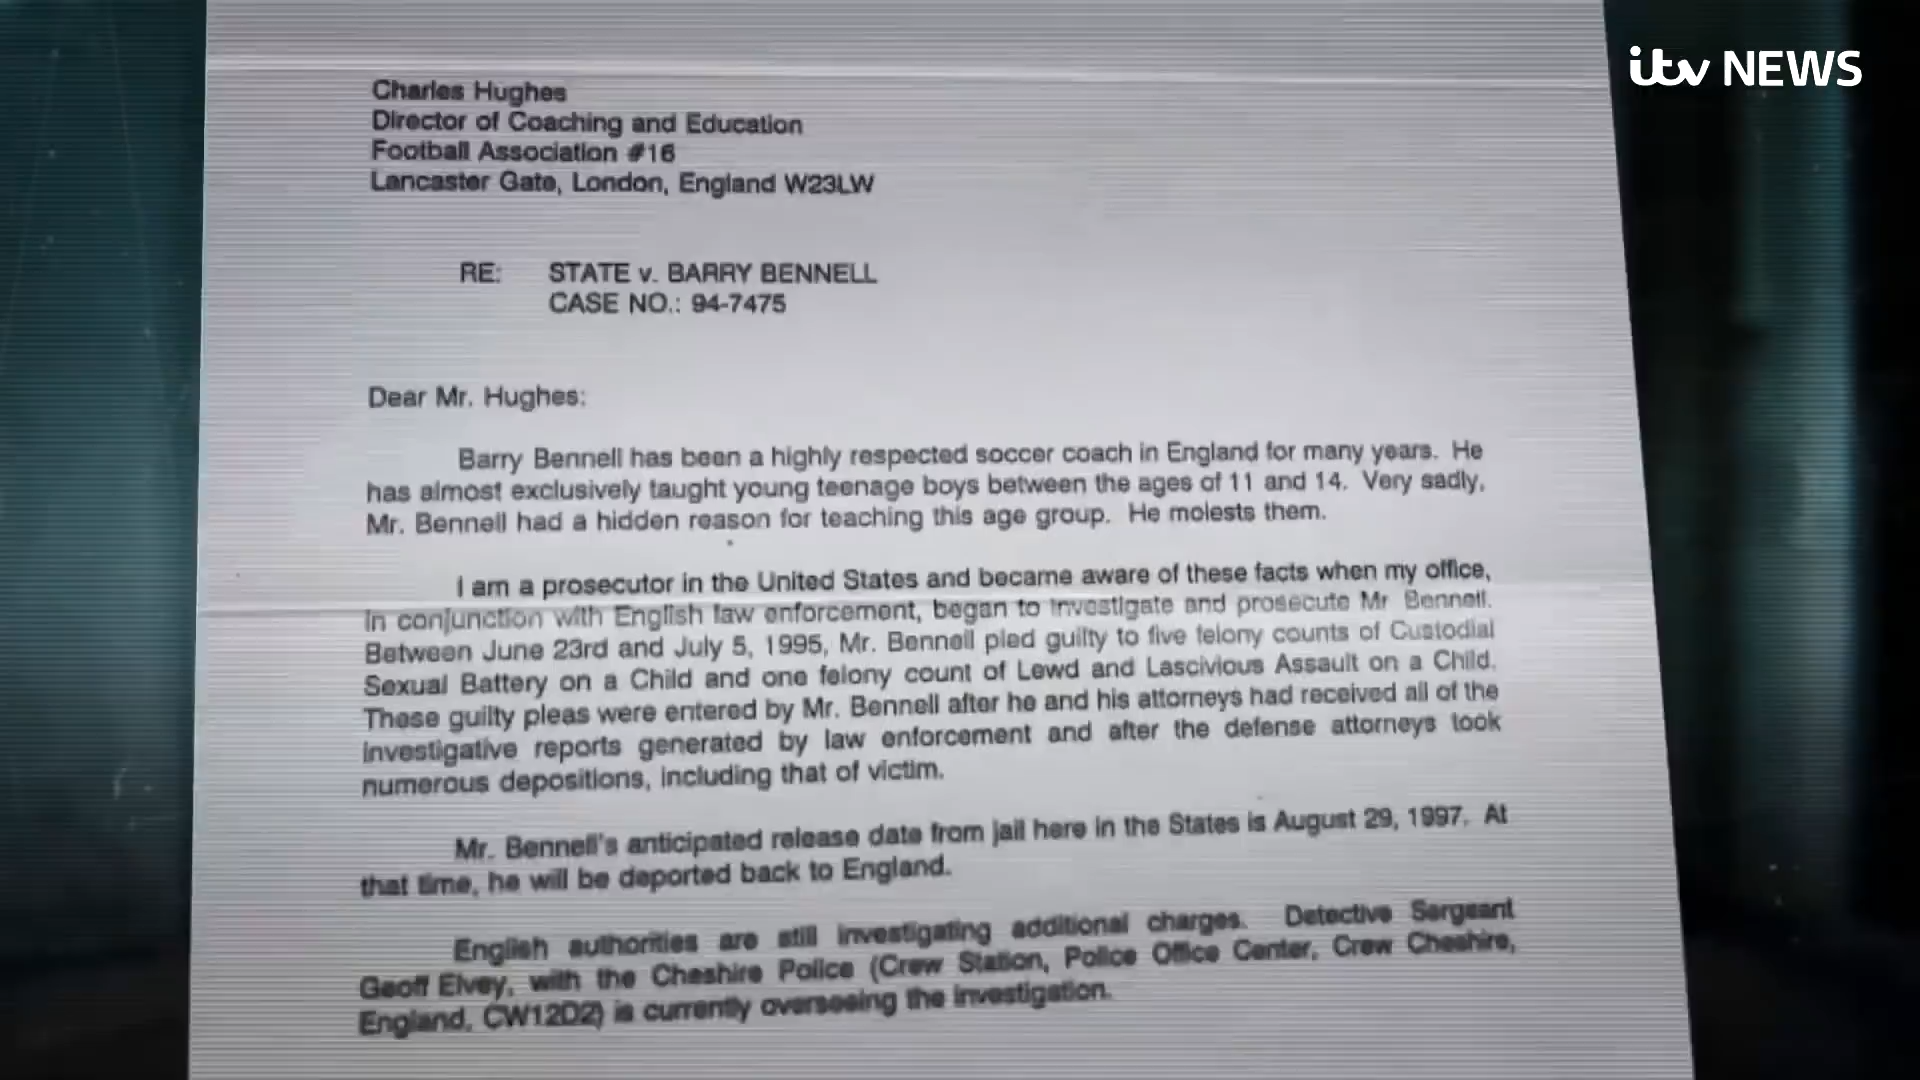 itv NEWS
Charles Hughes
Director of Coaching and Education
Football Association #16
Lancaster Gate, London, England W23LW
RE: STATE v. BARRY BENNELL
CASE NO.: 94-7475
Dear Mr. Hughes:
Barry Bennell has been a highly respected soccer coach in England for many years. He
has almost exclusively taught young teenage boys between the ages of 11 and 14. Very sadly,
Mr. Bennell had a hidden reason for teaching this age group. He molests them.
I am a prosecutor in the United States and became aware of these facts when my office,
in conjunction with English law enforcement, began to investigate and prosecute Mr Bennell.
Between June 23rd and July 5, 1995, Mr. Bennell pled guilty to five felony counts of Custodial
Sexual Battery on a Child and one felony count of Lewd and Lascivious Assault on a Child.
These guilty pleas were entered by Mr. Bennell after he and his attorneys had received all of the
investigative reports generated by law enforcement and after the defense attorneys took
numerous depositions, including that of victim.
Mr. Bennell's anticipated release date from jail here in the States is August 29, 1997. At
that time, he will be deported back to England.
English authorities are still investigating additional charges. Detective Sergeant
Geoff Elvey, with the Cheshire Police (Crew Station, Police Office Center, Crew Cheshire,
England, CW12D2) is currently overseeing the investigation.